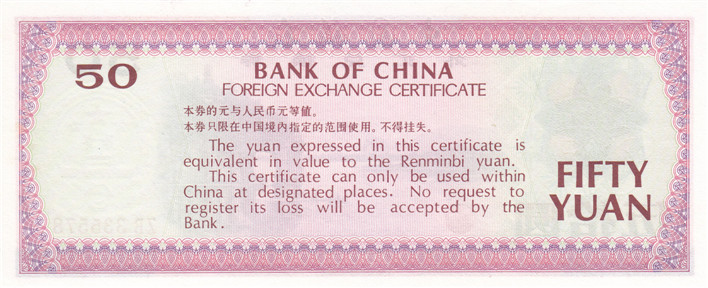 50
BANK OF CHINA
FOREIGN EXCHANGE CERTIFICATE
本券的元与人民币元等值。
本券只限在中国境内指定的范围使用。不得挂失。
The yuan expressed in this certificate is
equivalent in value to the Renminbi yuan.
This certificate can only be used within
China at designated places. No request to
register its loss will be accepted by the
Bank.
FIFTY
YUAN